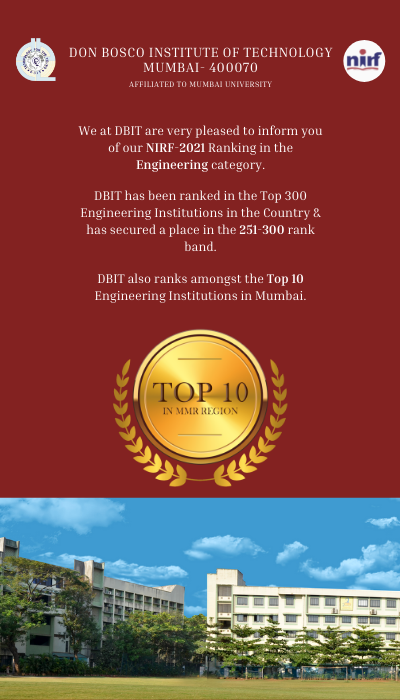 DON BOSCO INSTITUTE OF TECHNOLOGY
MUMBAI- 400070
AFFILIATED TO MUMBAI UNIVERSITY
nirf
We at DBIT are very pleased to inform you
of our NIRF-2021 Ranking in the
Engineering category.
DBIT has been ranked in the Top 300
Engineering Institutions in the Country &
has secured a place in the 251-300 rank
band.
DBIT also ranks amongst the Top 10
Engineering Institutions in Mumbai.
TOP 10
IN MMR REGION